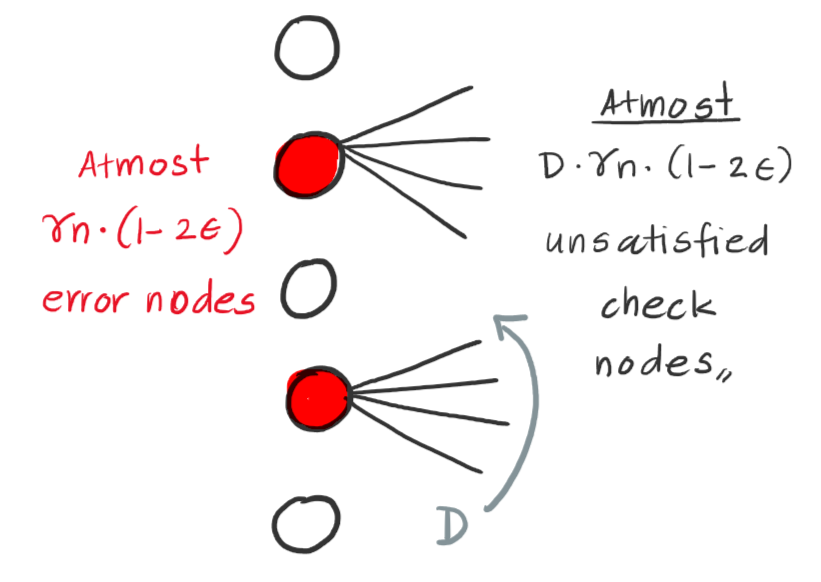 Atmost
γn·(1-2ϵ)
error nodes
Atmost
D·γn·(1-2ϵ)
unsatisfied
check
nodes,,
D